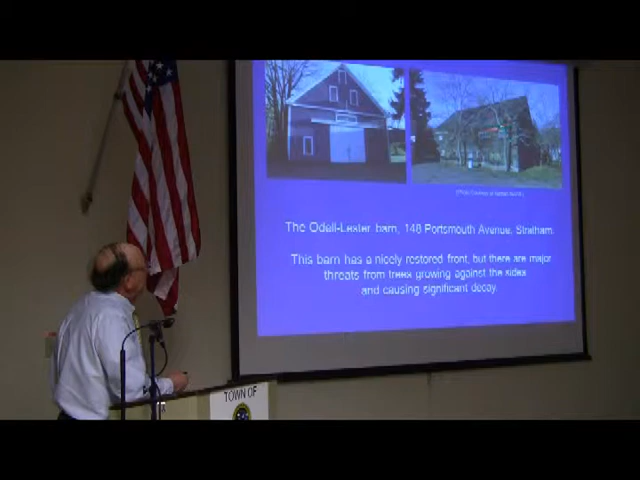 The Odell-Lester barn, 148 Portsmouth Avenue, Stratham.
This barn has a nicely restored front, but there are major
threats from trees growing against the sides
and causing significant decay.
TOWN OF